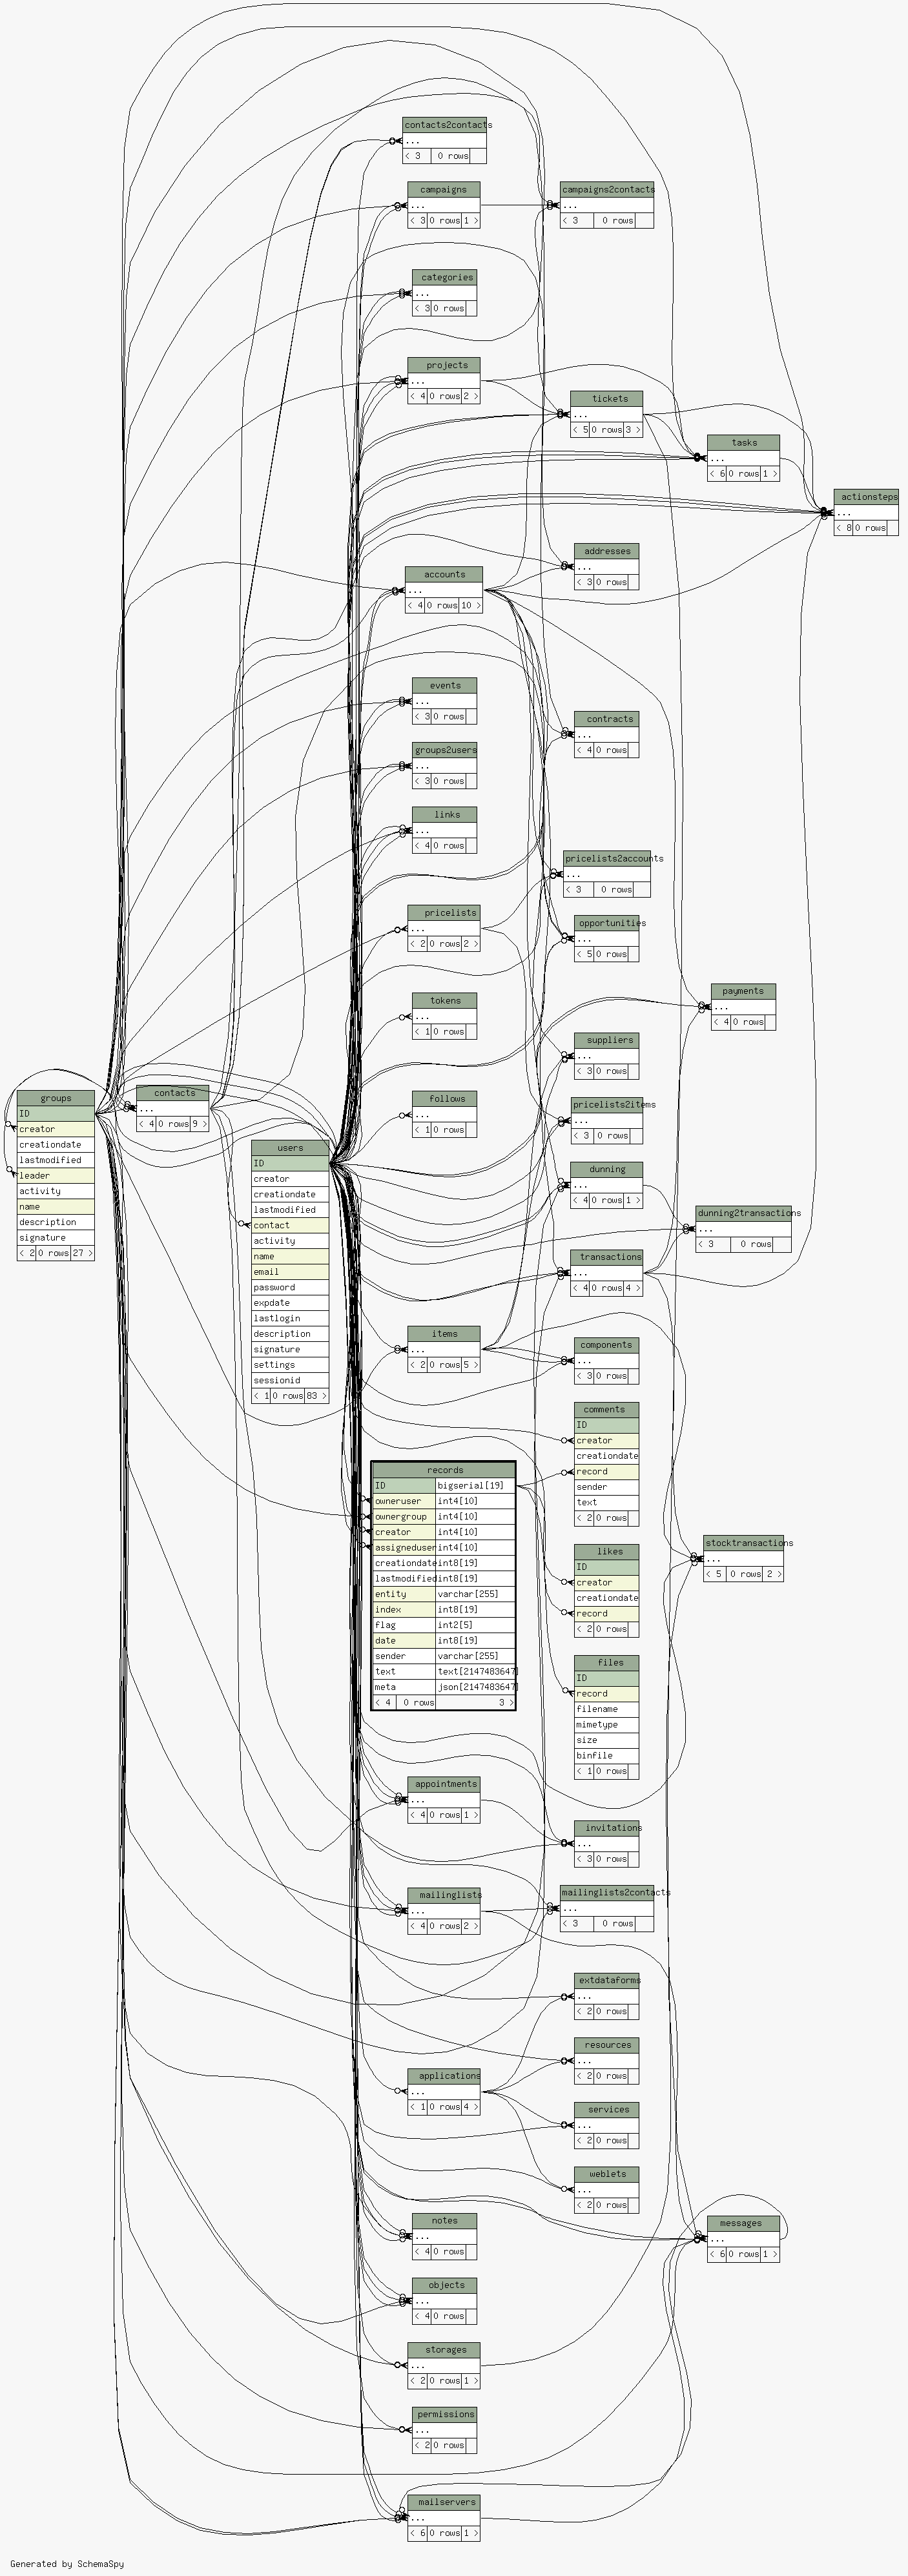 contacts2contacts
...
< 3 0 rows
campaigns
...
< 3 0 rows 1 >
campaigns2contacts
...
< 3 0 rows
categories
...
< 3 0 rows
projects
...
< 4 0 rows 2 >
tickets
...
< 5 0 rows 3 >
tasks
...
< 6 0 rows 1 >
actionsteps
...
< 8 0 rows
addresses
...
< 3 0 rows
accounts
...
< 4 0 rows 10 >
events
...
< 3 0 rows
contracts
...
< 4 0 rows
groups2users
...
< 3 0 rows
links
...
< 4 0 rows
pricelists2accounts
...
< 3 0 rows
pricelists
...
< 2 0 rows 2 >
opportunities
...
< 5 0 rows
payments
...
< 4 0 rows
tokens
...
< 1 0 rows
suppliers
...
< 3 0 rows
groups
ID
creator
creationdate
lastmodified
leader
activity
name
description
signature
< 2 0 rows 27 >
contacts
...
< 4 0 rows 9 >
follows
...
< 1 0 rows
pricelists2items
...
< 3 0 rows
users
ID
creator
creationdate
lastmodified
contact
activity
name
email
password
expdate
lastlogin
description
signature
settings
sessionid
< 1 0 rows 83 >
dunning
...
< 4 0 rows 1 >
dunning2transactions
...
< 3 0 rows
transactions
...
< 4 0 rows 4 >
items
...
< 2 0 rows 5 >
components
...
< 3 0 rows
comments
ID
creator
creationdate
record
sender
text
< 2 0 rows
records
ID bigserial[19]
owneruser int4[10]
ownergroup int4[10]
creator int4[10]
assigneduser int4[10]
creationdate int8[19]
lastmodified int8[19]
entity varchar[255]
index int8[19]
flag int2[5]
date int8[19]
sender varchar[255]
text text[2147483647]
meta json[2147483647]
< 4 0 rows 3 >
likes
ID
creator
creationdate
record
< 2 0 rows
stocktransactions
...
< 5 0 rows 2 >
files
ID
record
filename
mimetype
size
binfile
< 1 0 rows
appointments
...
< 4 0 rows 1 >
invitations
...
< 3 0 rows
mailinglists
...
< 4 0 rows 2 >
mailinglists2contacts
...
< 3 0 rows
extdataforms
...
< 2 0 rows
resources
...
< 2 0 rows
applications
...
< 1 0 rows 4 >
services
...
< 2 0 rows
weblets
...
< 2 0 rows
notes
...
< 4 0 rows
messages
...
< 6 0 rows 1 >
objects
...
< 4 0 rows
storages
...
< 2 0 rows 1 >
permissions
...
< 2 0 rows
mailservers
...
< 6 0 rows 1 >
Generated by SchemaSpy